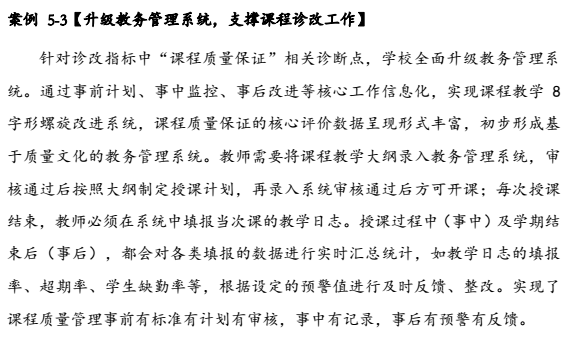 案例 5-3【升级教务管理系统，支撑课程诊改工作】
针对诊改指标中“课程质量保证”相关诊断点，学校全面升级教务管理系
统。通过事前计划、事中监控、事后改进等核心工作信息化，实现课程教学 8
字形螺旋改进系统，课程质量保证的核心评价数据呈现形式丰富，初步形成基
于质量文化的教务管理系统。教师需要将课程教学大纲录入教务管理系统，审
核通过后按照大纲制定授课计划，再录入系统审核通过后方可开课；每次授课
结束，教师必须在系统中填报当次课的教学日志。授课过程中（事中）及学期结
束后（事后），都会对各类填报的数据进行实时汇总统计，如教学日志的填报
率、超期率、学生缺勤率等，根据设定的预警值进行及时反馈、整改。实现了
课程质量管理事前有标准有计划有审核，事中有记录，事后有预警有反馈。